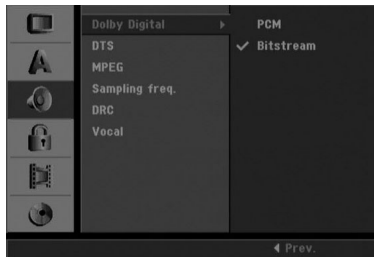 Dolby Digital PCM
DTS ✓ Bitstream
MPEG
Sampling freq.
DRC
Vocal
Prev.